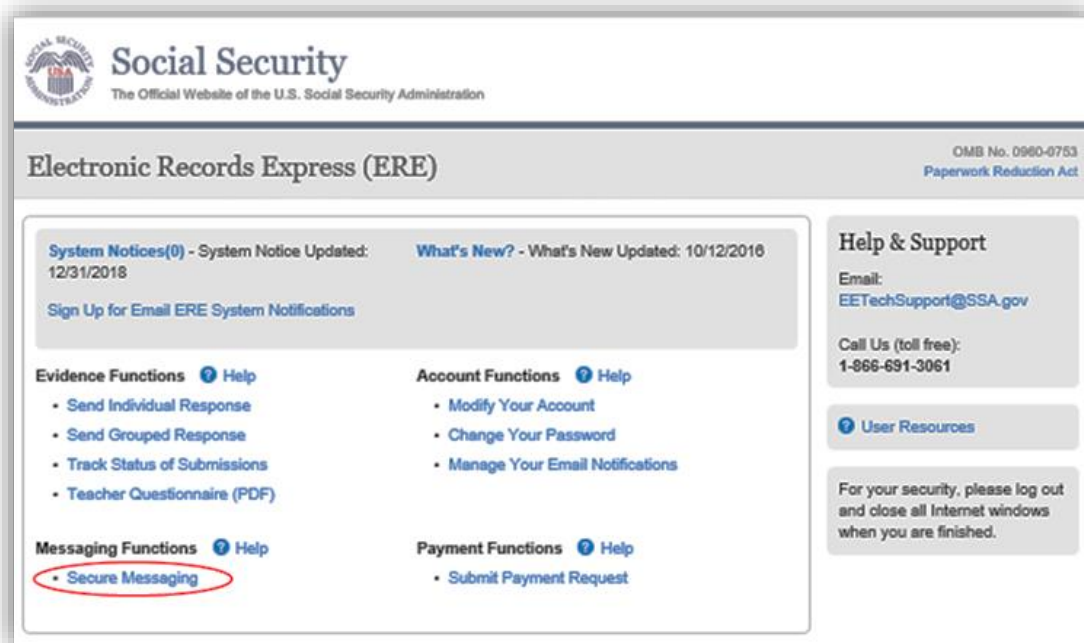 SOCIAL SECURITY
USA
ADMINISTRATION
Social Security
The Official Website of the U.S. Social Security Administration
Electronic Records Express (ERE)
OMB No. 0960-0753
Paperwork Reduction Act
System Notices(0) - System Notice Updated:
12/31/2018
Sign Up for Email ERE System Notifications
What's New? - What's New Updated: 10/12/2016
Evidence Functions ? Help
• Send Individual Response
• Send Grouped Response
• Track Status of Submissions
• Teacher Questionnaire (PDF)
Account Functions ? Help
• Modify Your Account
• Change Your Password
• Manage Your Email Notifications
Messaging Functions ? Help
• Secure Messaging
Payment Functions ? Help
• Submit Payment Request
Help & Support
Email:
EETechSupport@SSA.gov
Call Us (toll free):
1-866-691-3061
? User Resources
For your security, please log out
and close all Internet windows
when you are finished.